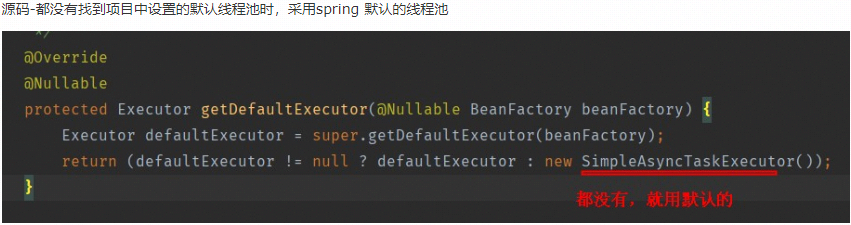 源码-都没有找到项目中设置的默认线程池时，采用spring 默认的线程池
*/
@Override
@Nullable
protected Executor getDefaultExecutor(@Nullable BeanFactory beanFactory) {
Executor defaultExecutor = super.getDefaultExecutor(beanFactory);
return (defaultExecutor != null ? defaultExecutor : new SimpleAsyncTaskExecutor());
}
都没有，就用默认的